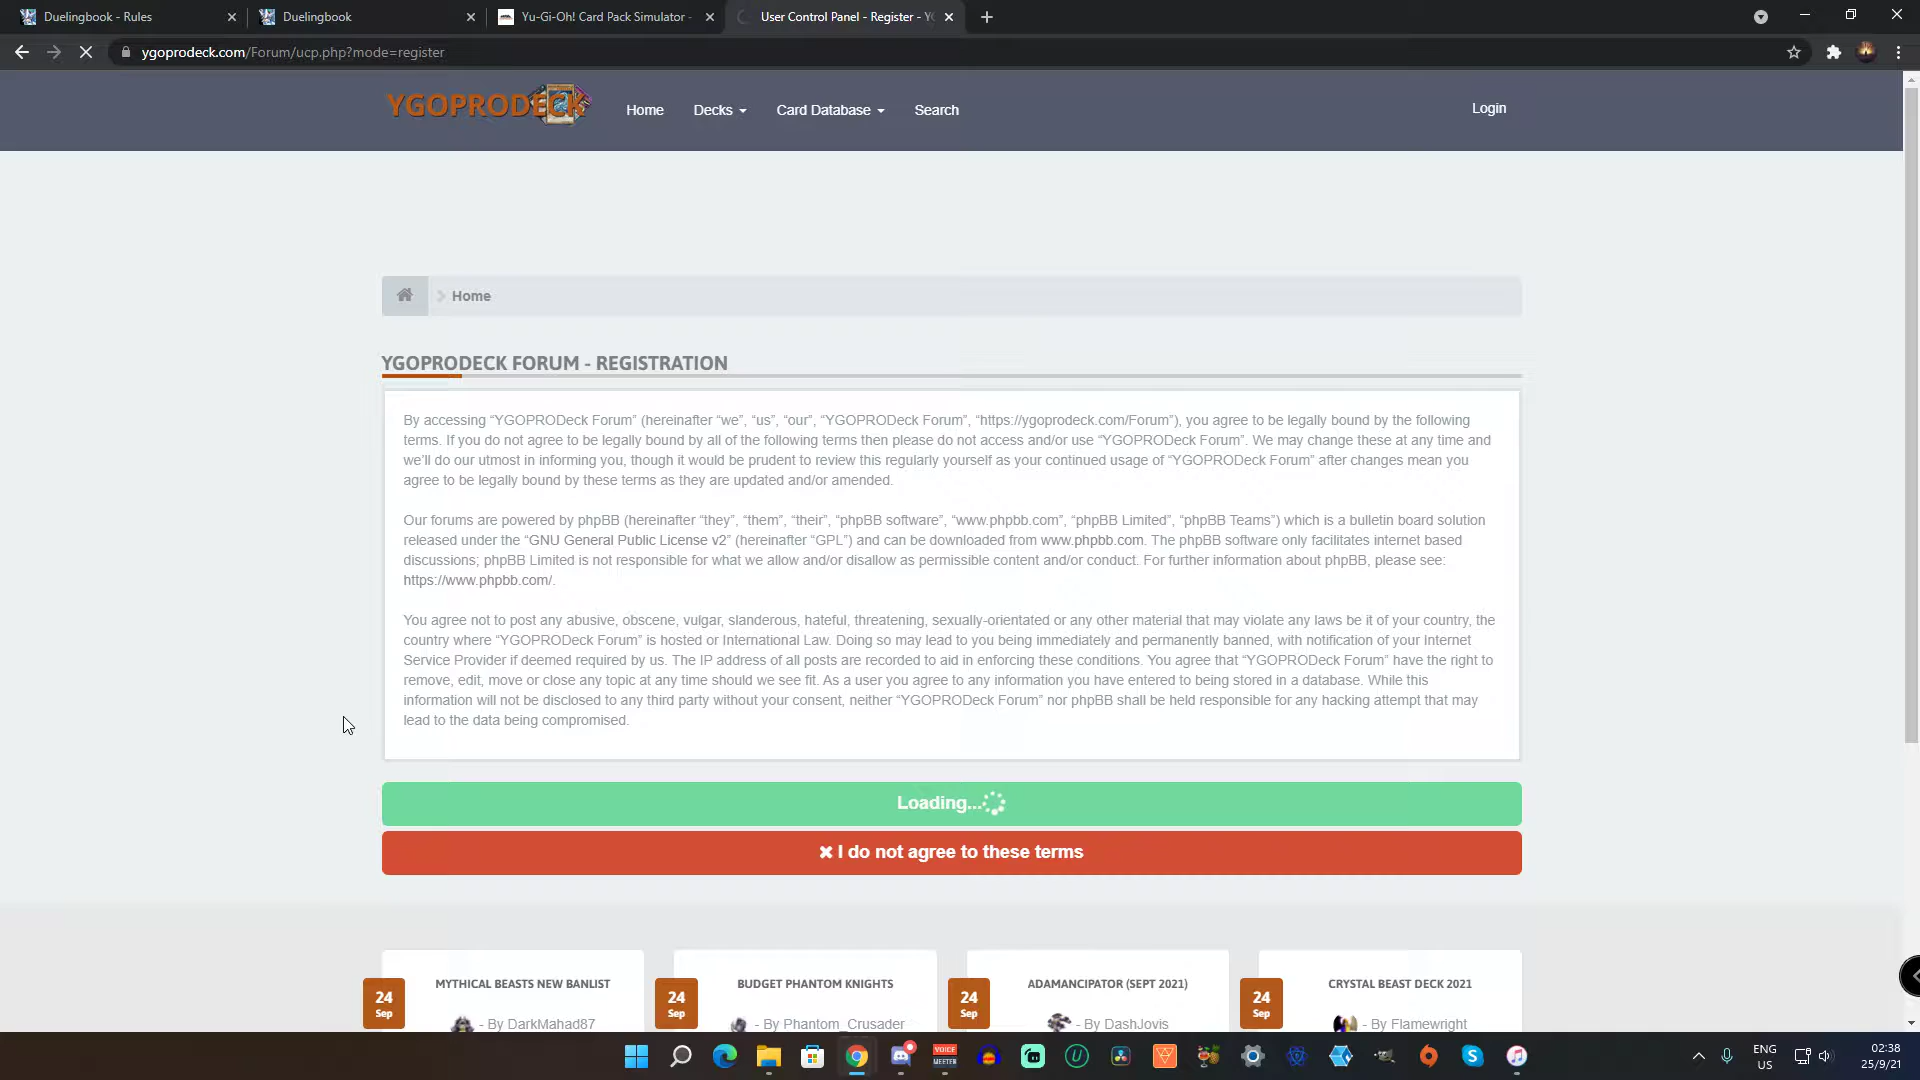 Duelingbook - Rules
Duelingbook
Yu-Gi-Oh! Card Pack Simulator -
User Control Panel - Register - Y
ygoprodeck.com/Forum/ucp.php?mode=register
YGOPRODECK
Home
Decks
Card Database
Search
Login
Home
YGOPRODECK FORUM - REGISTRATION
By accessing “YGOPRODeck Forum” (hereinafter “we”, “us”, “our”, “YGOPRODeck Forum”, “https://ygoprodeck.com/Forum”), you agree to be legally bound by the following
terms. If you do not agree to be legally bound by all of the following terms then please do not access and/or use “YGOPRODeck Forum”. We may change these at any time and
we’ll do our utmost in informing you, though it would be prudent to review this regularly yourself as your continued usage of “YGOPRODeck Forum” after changes mean you
agree to be legally bound by these terms as they are updated and/or amended.
Our forums are powered by phpBB (hereinafter “they”, “them”, “their”, “phpBB software”, “www.phpbb.com”, “phpBB Limited”, “phpBB Teams”) which is a bulletin board solution
released under the “GNU General Public License v2” (hereinafter “GPL”) and can be downloaded from www.phpbb.com. The phpBB software only facilitates internet based
discussions; phpBB Limited is not responsible for what we allow and/or disallow as permissible content and/or conduct. For further information about phpBB, please see:
https://www.phpbb.com/.
You agree not to post any abusive, obscene, vulgar, slanderous, hateful, threatening, sexually-orientated or any other material that may violate any laws be it of your country, the
country where “YGOPRODeck Forum” is hosted or International Law. Doing so may lead to you being immediately and permanently banned, with notification of your Internet
Service Provider if deemed required by us. The IP address of all posts are recorded to aid in enforcing these conditions. You agree that “YGOPRODeck Forum” have the right to
remove, edit, move or close any topic at any time should we see fit. As a user you agree to any information you have entered to being stored in a database. While this
information will not be disclosed to any third party without your consent, neither “YGOPRODeck Forum” nor phpBB shall be held responsible for any hacking attempt that may
lead to the data being compromised.
Loading...
I do not agree to these terms
24
Sep
MYTHICAL BEASTS NEW BANLIST
- By DarkMahad87
24
Sep
BUDGET PHANTOM KNIGHTS
- By Phantom_Crusader
24
Sep
ADAMANCIPATOR (SEPT 2021)
- By DashJovis
24
Sep
CRYSTAL BEAST DECK 2021
- By Flamewright
VOICE
MEETER
ENG
US
02:38
25/9/21